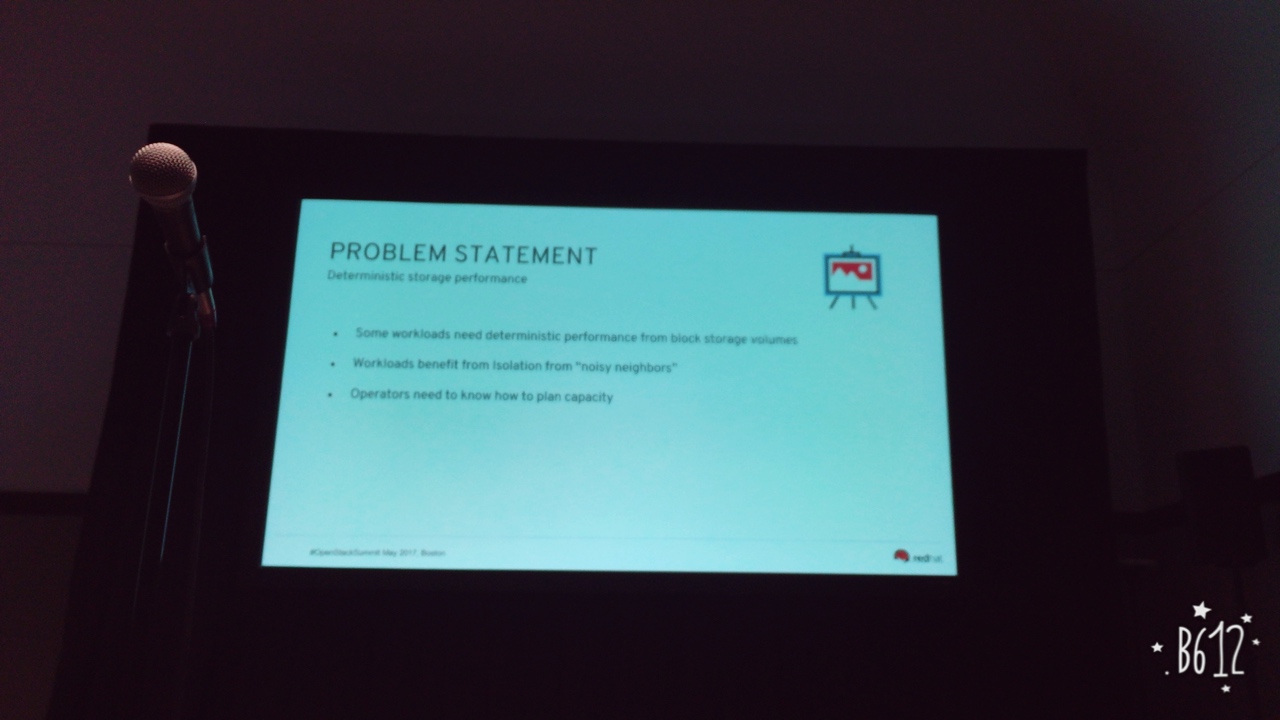 PROBLEM STATEMENT
Deterministic storage performance
• Some workloads need deterministic performance from block storage volumes
• Workloads benefit from isolation from "noisy neighbors"
• Operators need to know how to plan capacity
#OpenStackSummit May 2017, Boston
redhat
B612